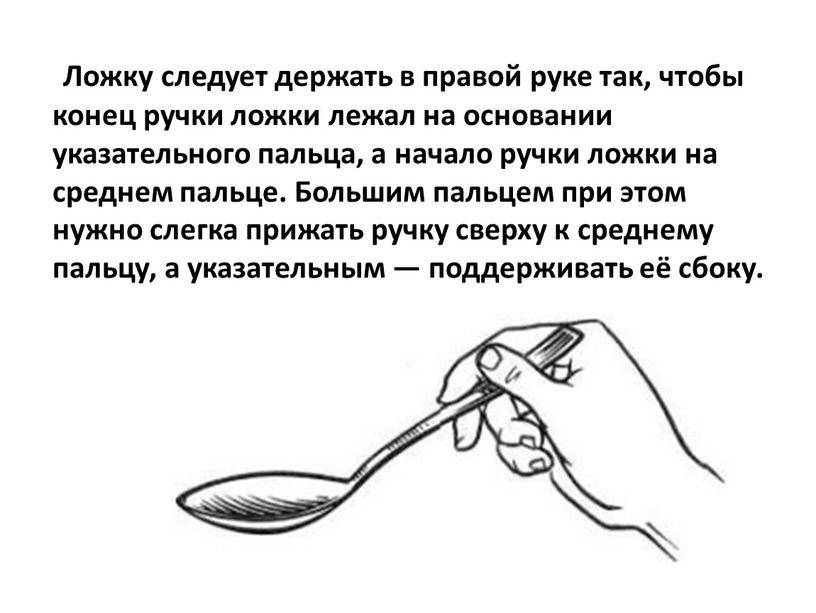 Ложку следует держать в правой руке так, чтобы
конец ручки ложки лежал на основании
указательного пальца, а начало ручки ложки на
среднем пальце. Большим пальцем при этом
нужно слегка прижать ручку сверху к среднему
пальцу, а указательным — поддерживать её сбоку.